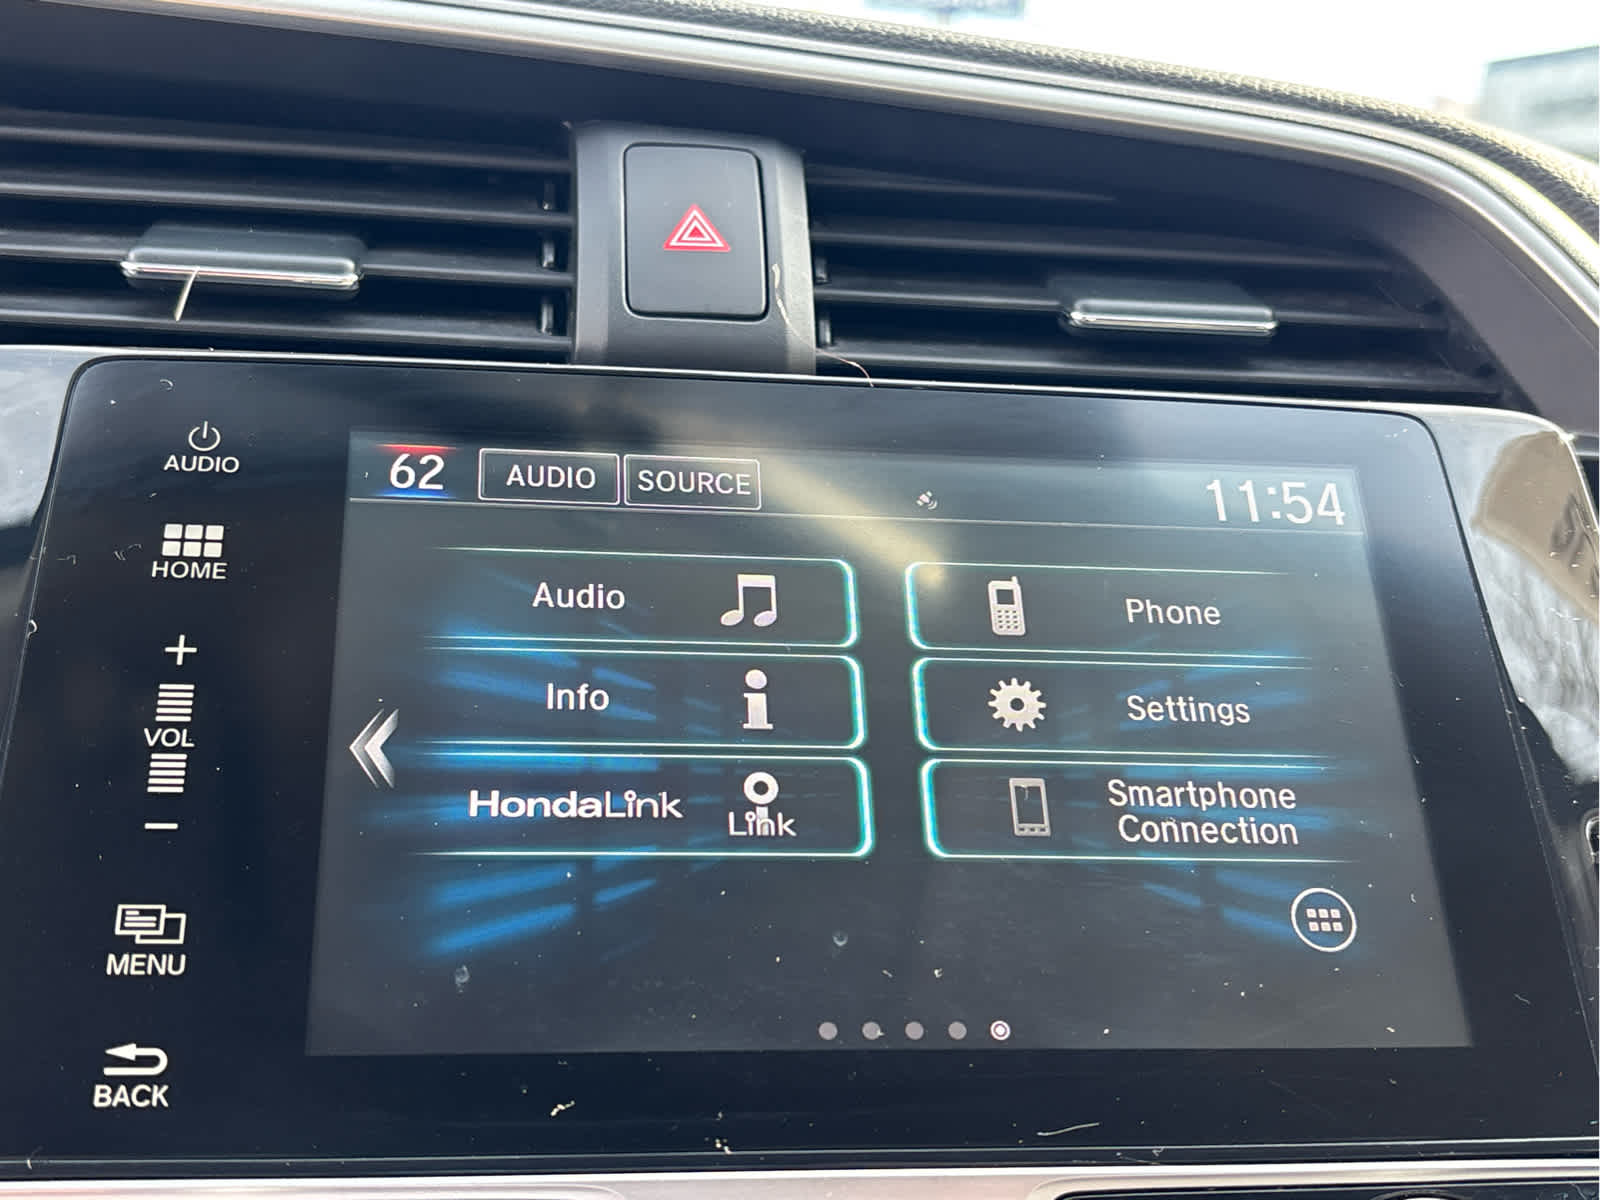 AUDIO
HOME
VOL
MENU
BACK
62 AUDIO SOURCE 11:54
Audio Phone
Info Settings
HondaLink Link Smartphone
Connection